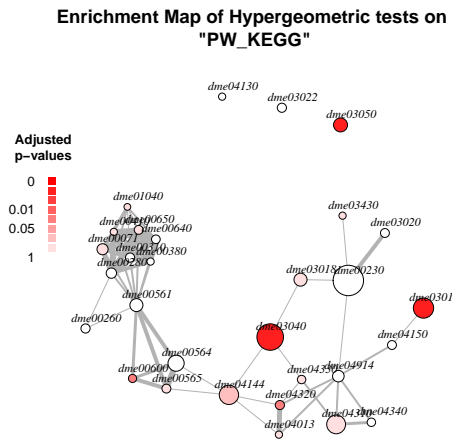 Enrichment Map of Hypergeometric tests on
"PW_KEGG"
dme04130
dme03022
dme03050
Adjusted
p−values
0
0.01
0.05
1
dme01040
dme00650
dme00640
dme00071
dme00310
dme00380
dme00280
dme03430
dme03020
dme03018
dme00230
dme00561
dme00260
dme0301
dme03040
dme04150
dme00564
dme00600
dme00565
dme04914
dme04144
dme04320
dme04340
dme04013